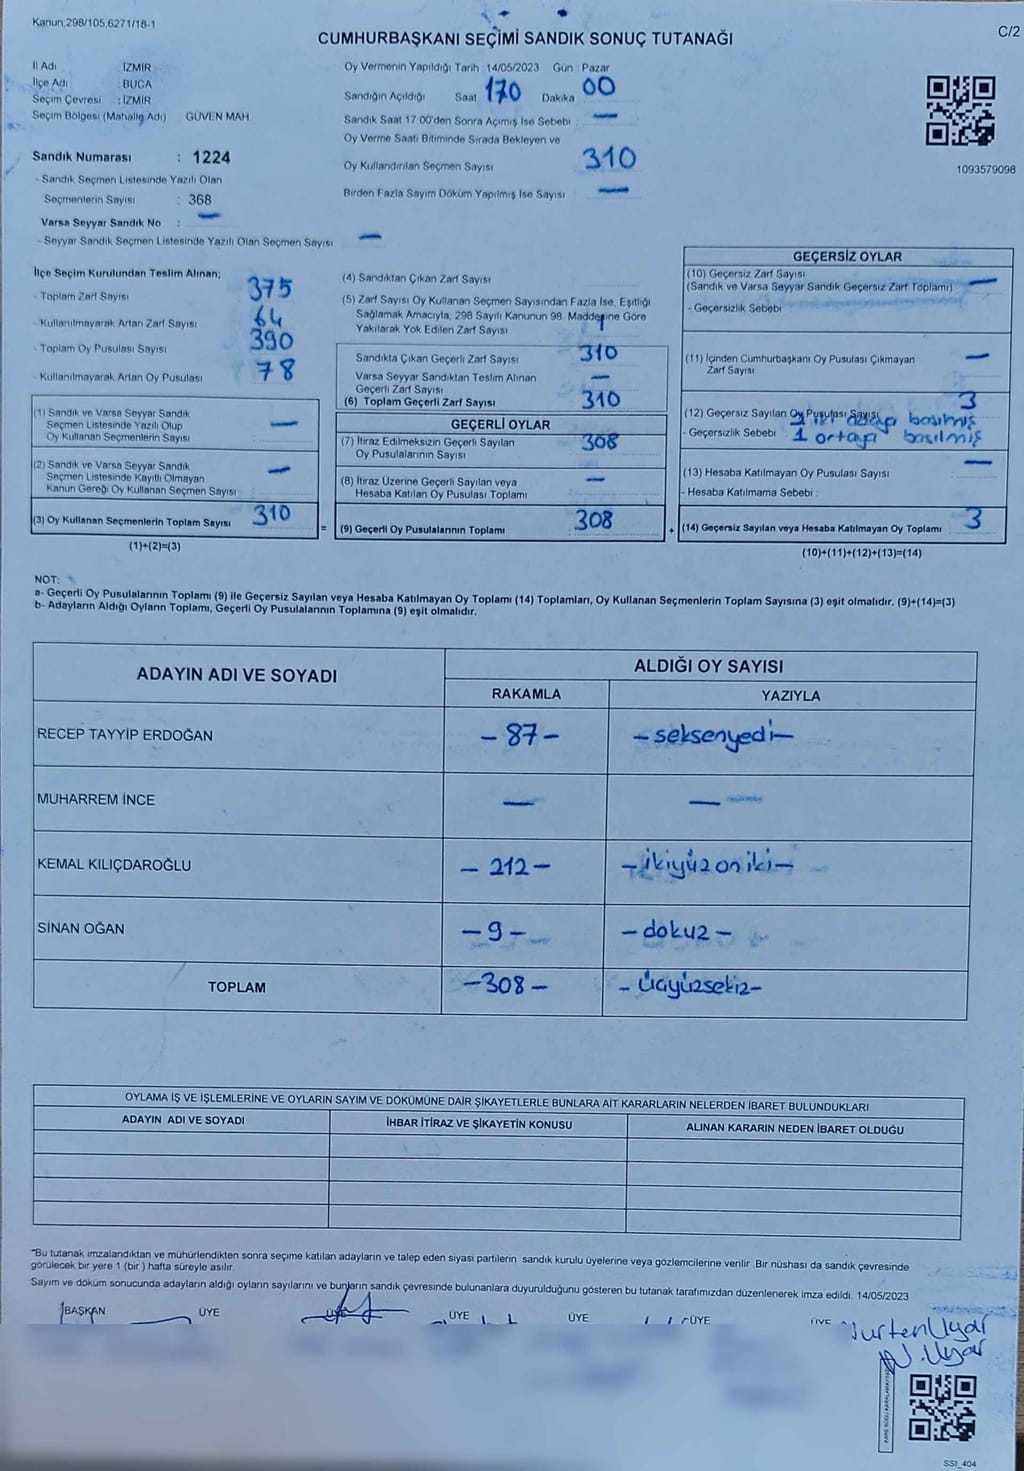 Kanun,298/105,6271/18-1
C/2
CUMHURBAŞKANI SEÇİMİ SANDIK SONUÇ TUTANAĞI
İl Adı : İZMİR
İlçe Adı : BUCA
Seçim Çevresi : İZMİR
Seçim Bölgesi (Mahalle Adı) GÜVEN MAH.
Sandık Numarası : 1224
- Sandık Seçmen Listesinde Yazılı Olan
Seçmenlerin Sayısı : 368
Varsa Seyyar Sandık No : —
- Seyyar Sandık Seçmen Listesinde Yazılı Olan Seçmen Sayısı —
Oy Vermenin Yapıldığı Tarih : 14/05/2023 Gün : Pazar
Sandığın Açıldığı Saat 170 Dakika 00
Sandık Saat 17:00'den Sonra Açımış İse Sebebi : —
Oy Verme Saati Bitiminde Sırada Bekleyen ve
Oy Kullandırılan Seçmen Sayısı 310
Birden Fazla Sayım Döküm Yapılmış İse Sayısı —
1093579098
İlçe Seçim Kurulundan Teslim Alınan;
- Toplam Zarf Sayısı 375
- Kullanılmayarak Artan Zarf Sayısı 64
- Toplam Oy Pusulası Sayısı 390
- Kullanılmayarak Artan Oy Pusulası 78
(1) Sandık ve Varsa Seyyar Sandık
Seçmen Listesinde Yazılı Olup
Oy Kullanan Seçmenlerin Sayısı —
(2) Sandık ve Varsa Seyyar Sandık
Seçmen Listesinde Kayıtlı Olmayan
Kanun Gereği Oy Kullanan Seçmen Sayısı —
(3) Oy Kullanan Seçmenlerin Toplam Sayısı 310
(1)+(2)=(3)
(4) Sandıktan Çıkan Zarf Sayısı
(5) Zarf Sayısı Oy Kullanan Seçmen Sayısından Fazla İse, Eşitliği
Sağlamak Amacıyla, 298 Sayılı Kanunun 98. Maddesine Göre
Yakılarak Yok Edilen Zarf Sayısı 1
Sandıkta Çıkan Geçerli Zarf Sayısı 310
Varsa Seyyar Sandıktan Teslim Alınan
Geçerli Zarf Sayısı —
(6) Toplam Geçerli Zarf Sayısı 310
GEÇERLİ OYLAR
(7) İtiraz Edilmeksizin Geçerli Sayılan
Oy Pusulalarının Sayısı 308
(8) İtiraz Üzerine Geçerli Sayılan veya
Hesaba Katılan Oy Pusulası Toplamı —
= (9) Geçerli Oy Pusulalarının Toplamı 308
GEÇERSİZ OYLAR
(10) Geçersiz Zarf Sayısı
(Sandık ve Varsa Seyyar Sandık Geçersiz Zarf Toplamı) —
- Geçersizlik Sebebi :
(11) İçinden Cumhurbaşkanı Oy Pusulası Çıkmayan
Zarf Sayısı —
(12) Geçersiz Sayılan Oy Pusulası Sayısı 3
adaya basılmış
- Geçersizlik Sebebi : 1 ortaya basılmış
(13) Hesaba Katılmayan Oy Pusulası Sayısı —
- Hesaba Katılmama Sebebi :
+ (14) Geçersiz Sayılan veya Hesaba Katılmayan Oy Toplamı 3
(10)+(11)+(12)+(13)=(14)
NOT:
a- Geçerli Oy Pusulalarının Toplamı (9) ile Geçersiz Sayılan veya Hesaba Katılmayan Oy Toplamı (14) Toplamları, Oy Kullanan Seçmenlerin Toplam Sayısına (3) eşit olmalıdır. (9)+(14)=(3)
b- Adayların Aldığı Oyların Toplamı, Geçerli Oy Pusulalarının Toplamına (9) eşit olmalıdır.
ADAYIN ADI VE SOYADI ALDIĞI OY SAYISI
RAKAMLA YAZIYLA
RECEP TAYYİP ERDOĞAN - 87 - - seksenyedi -
MUHARREM İNCE — —
KEMAL KILIÇDAROĞLU - 212 - - ikiyüzoniki -
SİNAN OĞAN - 9 - - dokuz -
TOPLAM - 308 - - üçyüzsekiz -
OYLAMA İŞ VE İŞLEMLERİNE VE OYLARIN SAYIM VE DÖKÜMÜNE DAİR ŞİKAYETLERLE BUNLARA AİT KARARLARIN NELERDEN İBARET BULUNDUKLARI
ADAYIN ADI VE SOYADI İHBAR İTİRAZ VE ŞİKAYETİN KONUSU ALINAN KARARIN NEDEN İBARET OLDUĞU
*Bu tutanak imzalandıktan ve mühürlendikten sonra seçime katılan adayların ve talep eden siyasi partilerin sandık kurulu üyelerine veya gözlemcilerine verilir. Bir nüshası da sandık çevresinde
görülecek bir yere 1 (bir) hafta süreyle asılır.
Sayım ve döküm sonucunda adayların aldığı oyların sayılarını ve bunların sandık çevresinde bulunanlara duyurulduğunu gösteren bu tutanak tarafımızdan düzenlenerek imza edildi. 14/05/2023
BAŞKAN ÜYE ÜYE ÜYE ÜYE ÜYE ÜYE
Nurten Uyar
N. Uyar
SSİ_404